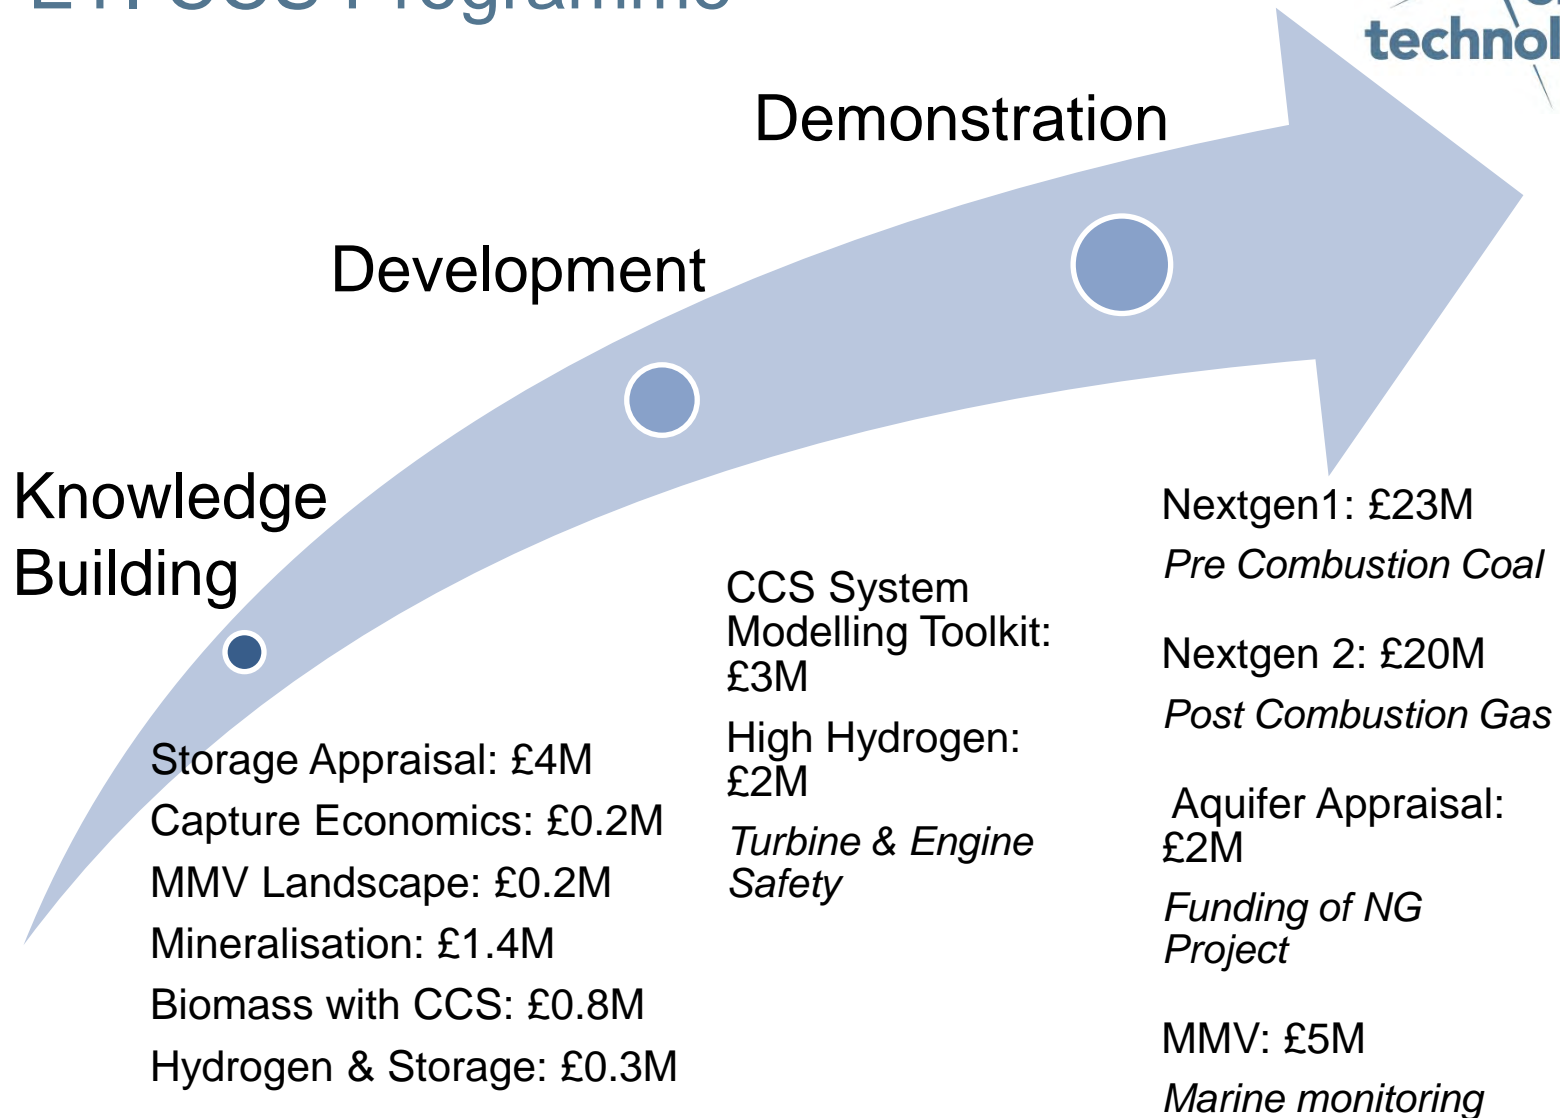 CCS Programme
technol
Demonstration
Development
Knowledge
Building
Storage Appraisal: £4M
Capture Economics: £0.2M
MMV Landscape: £0.2M
Mineralisation: £1.4M
Biomass with CCS: £0.8M
Hydrogen & Storage: £0.3M
CCS System
Modelling Toolkit:
£3M
High Hydrogen:
£2M
Turbine & Engine
Safety
Nextgen1: £23M
Pre Combustion Coal
Nextgen 2: £20M
Post Combustion Gas
Aquifer Appraisal:
£2M
Funding of NG
Project
MMV: £5M
Marine monitoring